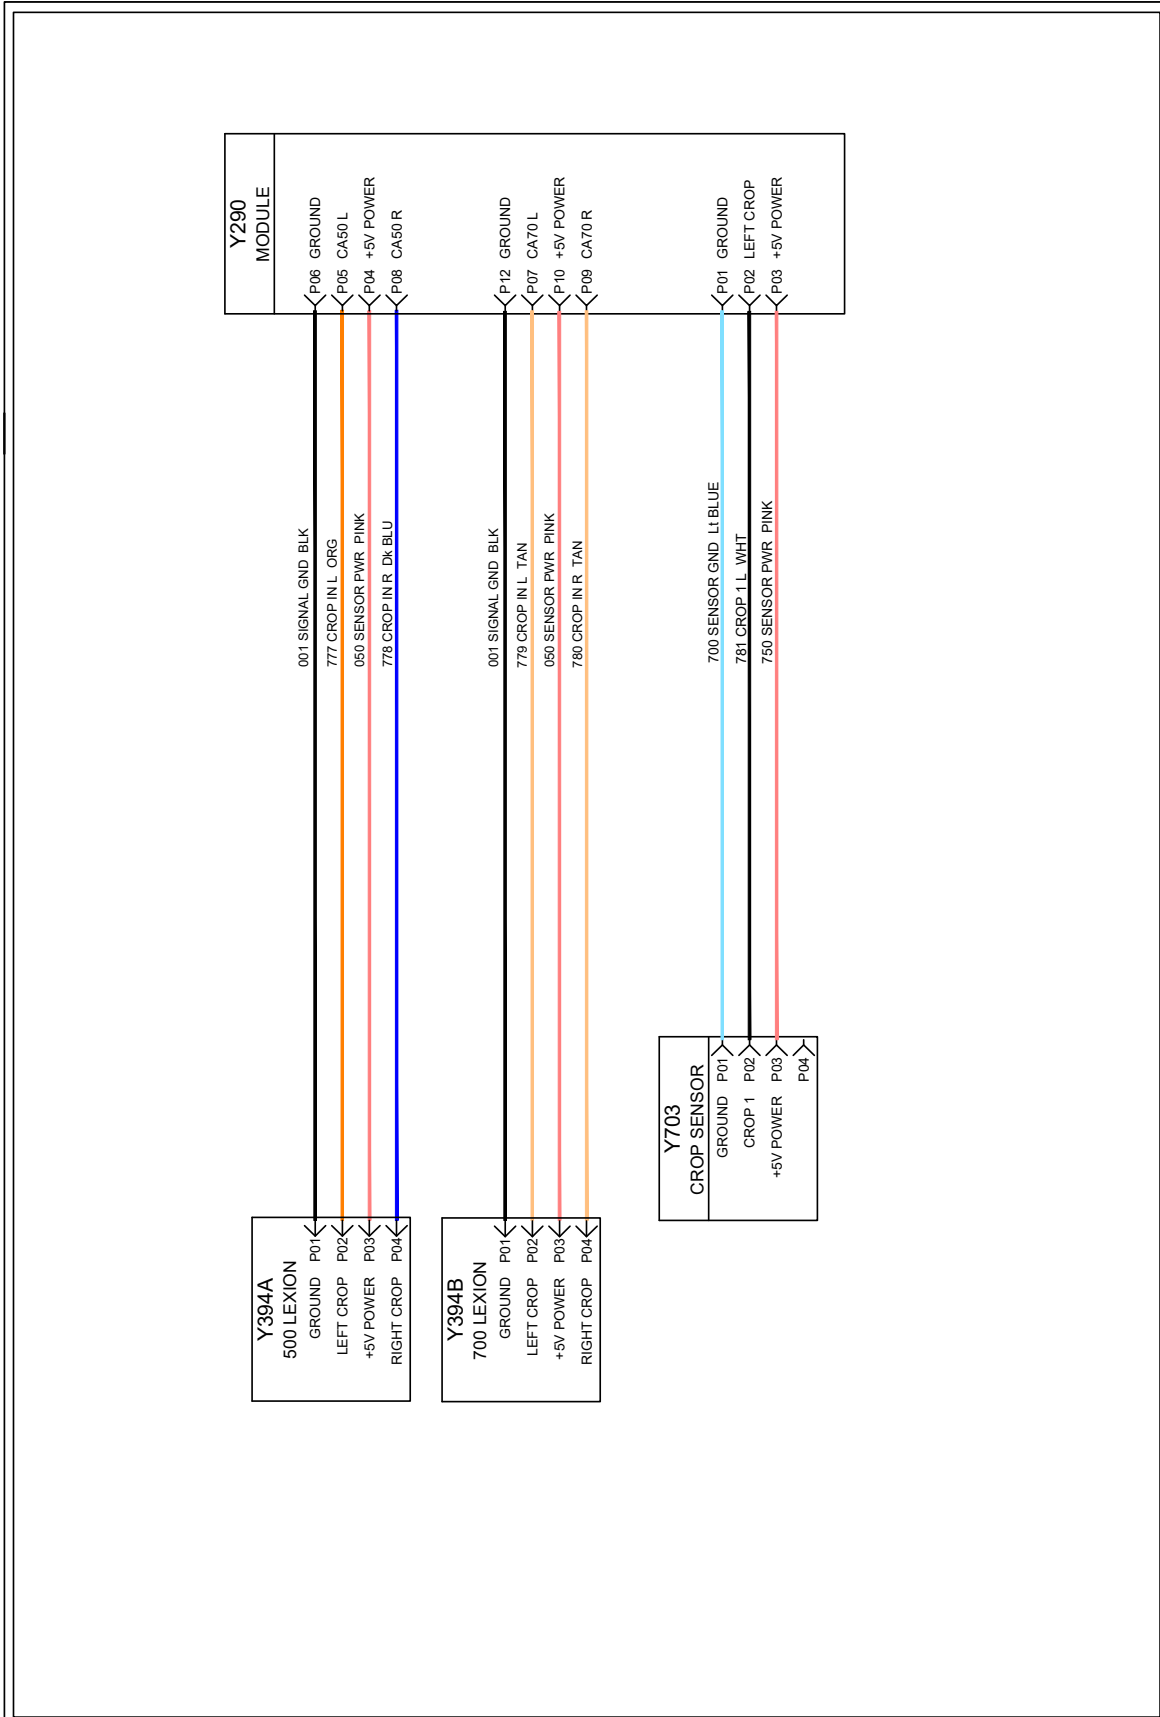 Y290
MODULE
P06 GROUND
P05 CA50 L
P04 +5V POWER
P08 CA50 R
P12 GROUND
P07 CA70 L
P10 +5V POWER
P09 CA70 R
P01 GROUND
P02 LEFT CROP
P03 +5V POWER
001 SIGNAL GND BLK
777 CROP IN L ORG
050 SENSOR PWR PINK
778 CROP IN R Dk BLU
001 SIGNAL GND BLK
779 CROP IN L TAN
050 SENSOR PWR PINK
780 CROP IN R TAN
700 SENSOR GND Lt BLUE
781 CROP 1 L WHT
750 SENSOR PWR PINK
Y394A
500 LEXION
GROUND P01
LEFT CROP P02
+5V POWER P03
RIGHT CROP P04
Y394B
700 LEXION
GROUND P01
LEFT CROP P02
+5V POWER P03
RIGHT CROP P04
Y703
CROP SENSOR
GROUND P01
CROP 1 P02
+5V POWER P03
P04